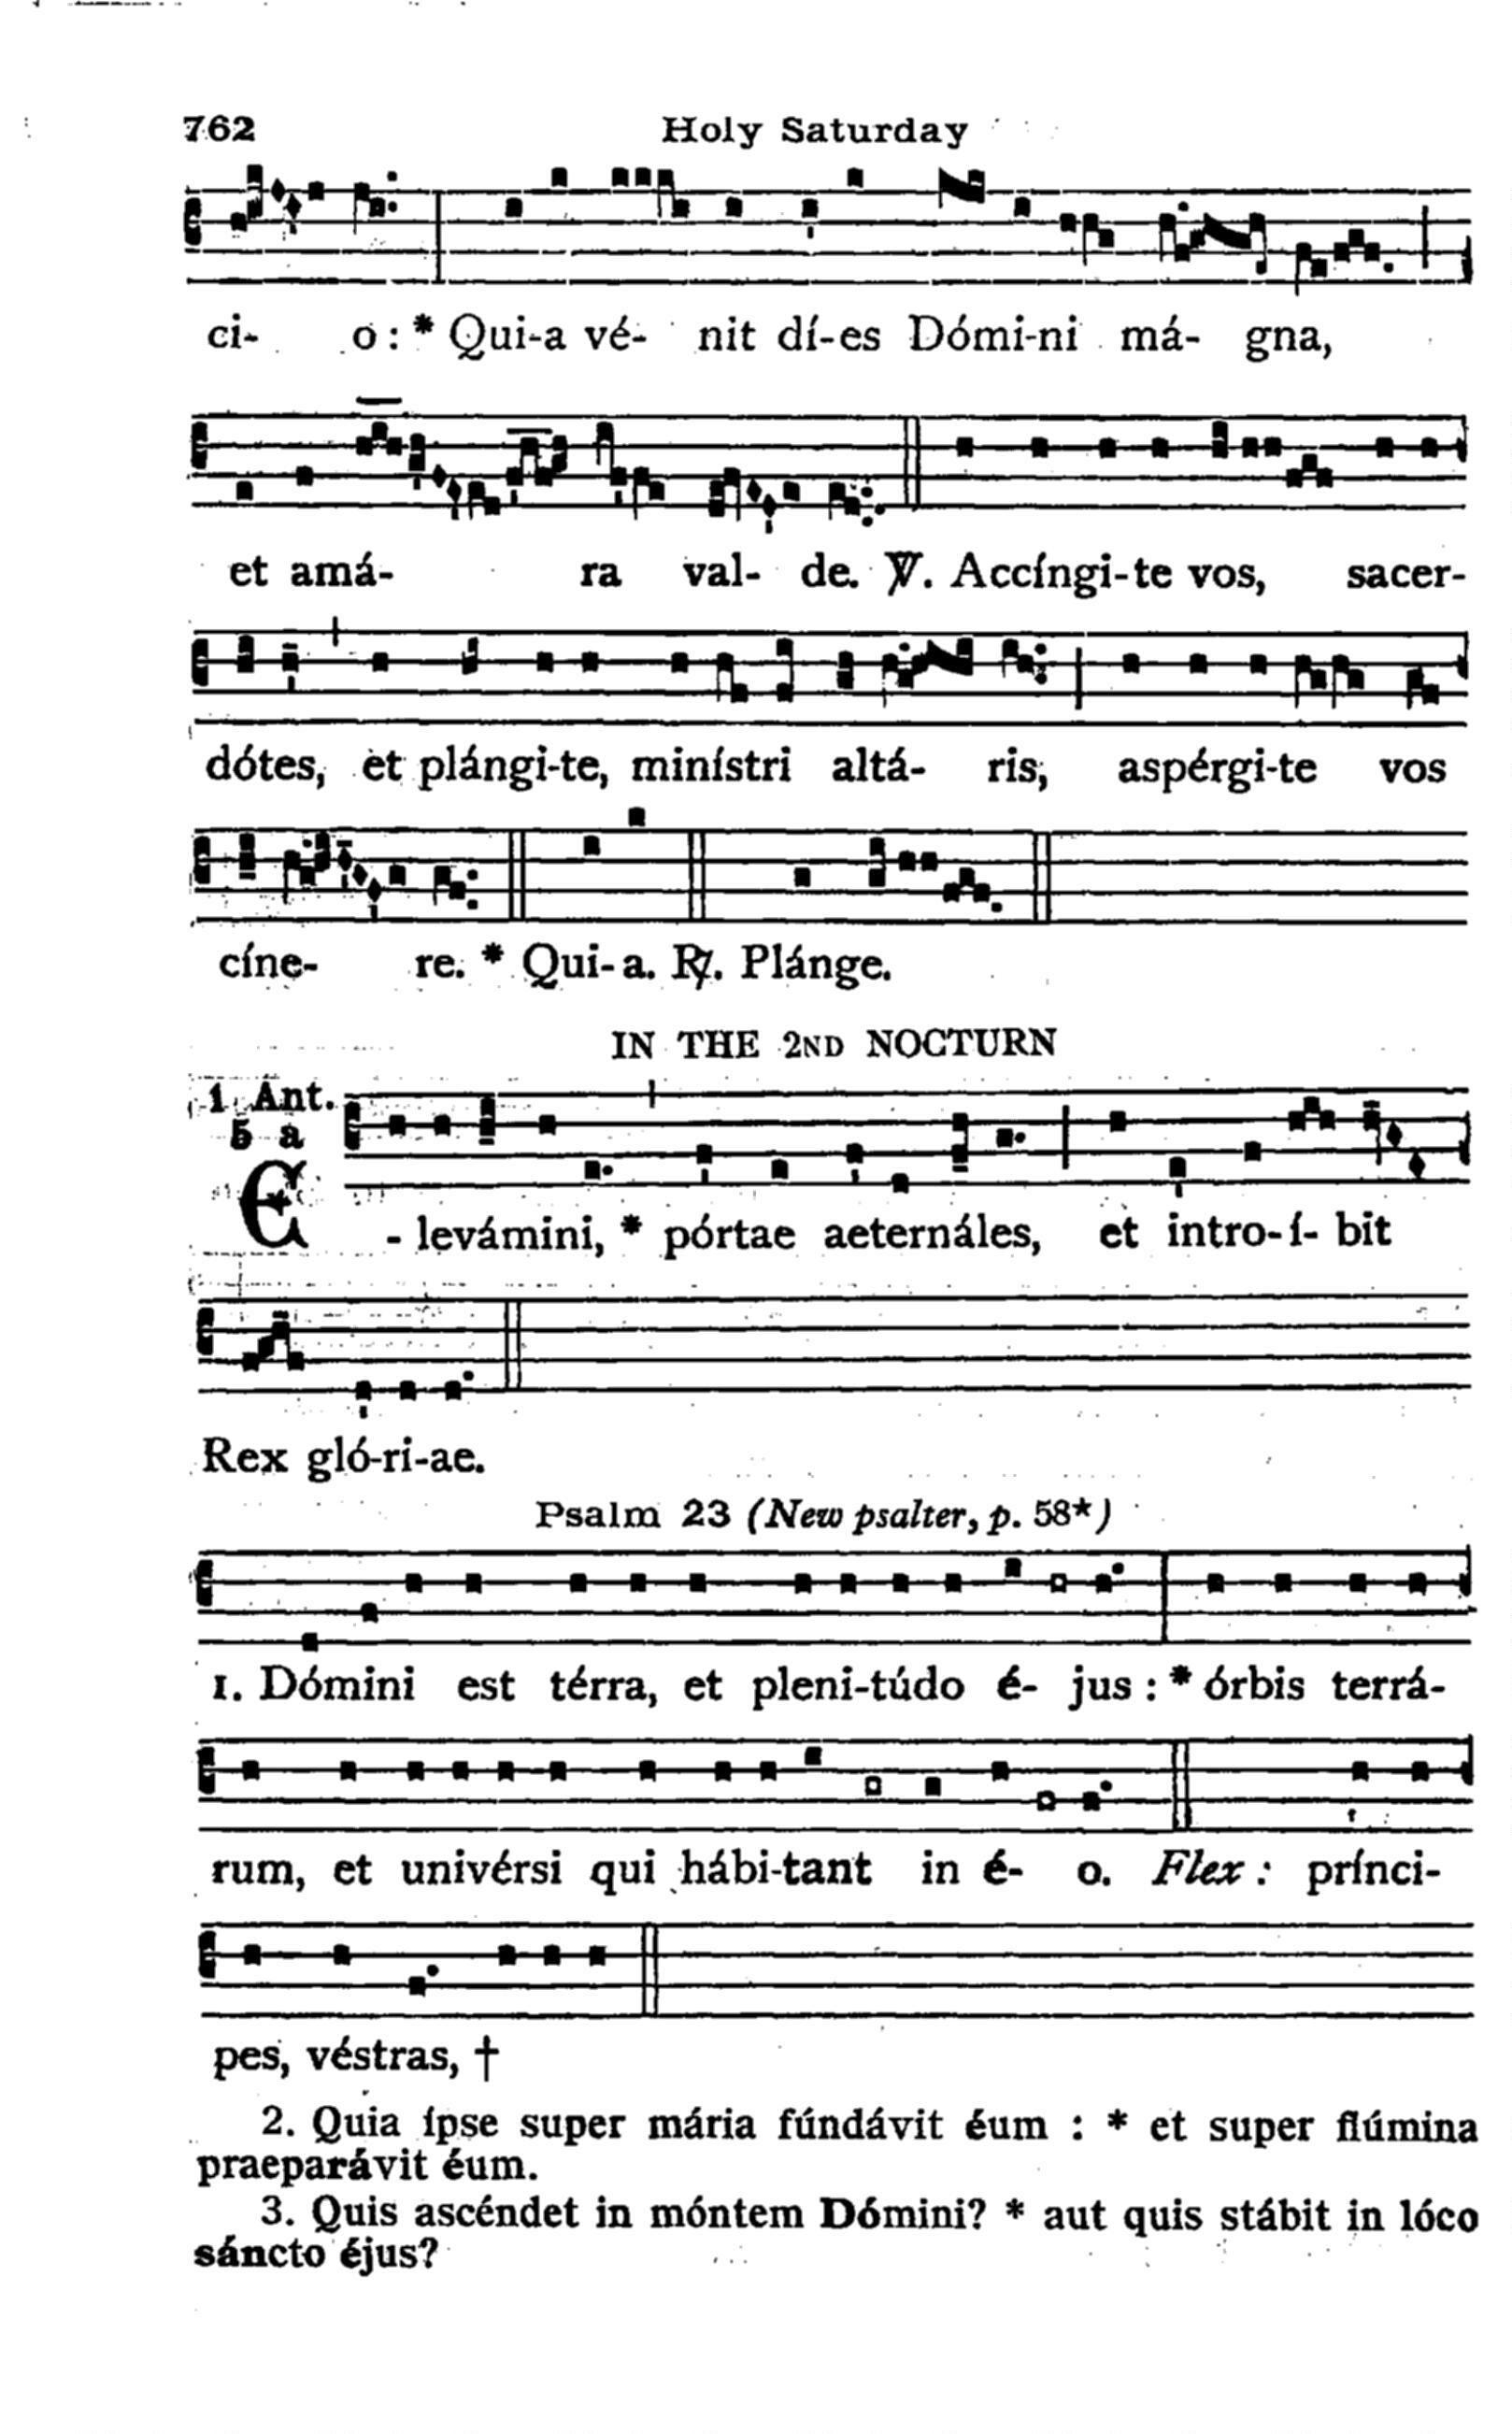 762 Holy Saturday
ci- o : * Qui-a vé- nit dí-es Dómi-ni má- gna,
et amá- ra val- de. ℣. Accíngi-te vos, sacer-
dótes, et plángi-te, minístri altá- ris, aspérgi-te vos
cíne- re. * Qui-a. ℟. Plánge.
IN THE 2ND NOCTURN
1 Ant.
5 a
E - levámini, * pórtae aeternáles, et intro-í- bit
Rex gló-ri-ae.
Psalm 23 (New psalter, p. 58*)
1. Dómini est térra, et pleni-túdo é- jus : * órbis terrá-
rum, et univérsi qui hábi-tant in é- o. Flex : prínci-
pes, véstras, †
2. Quia ípse super mária fúndávit éum : * et super flúmina
praeparávit éum.
3. Quis ascéndet in móntem Dómini? * aut quis stábit in lóco
sáncto éjus?